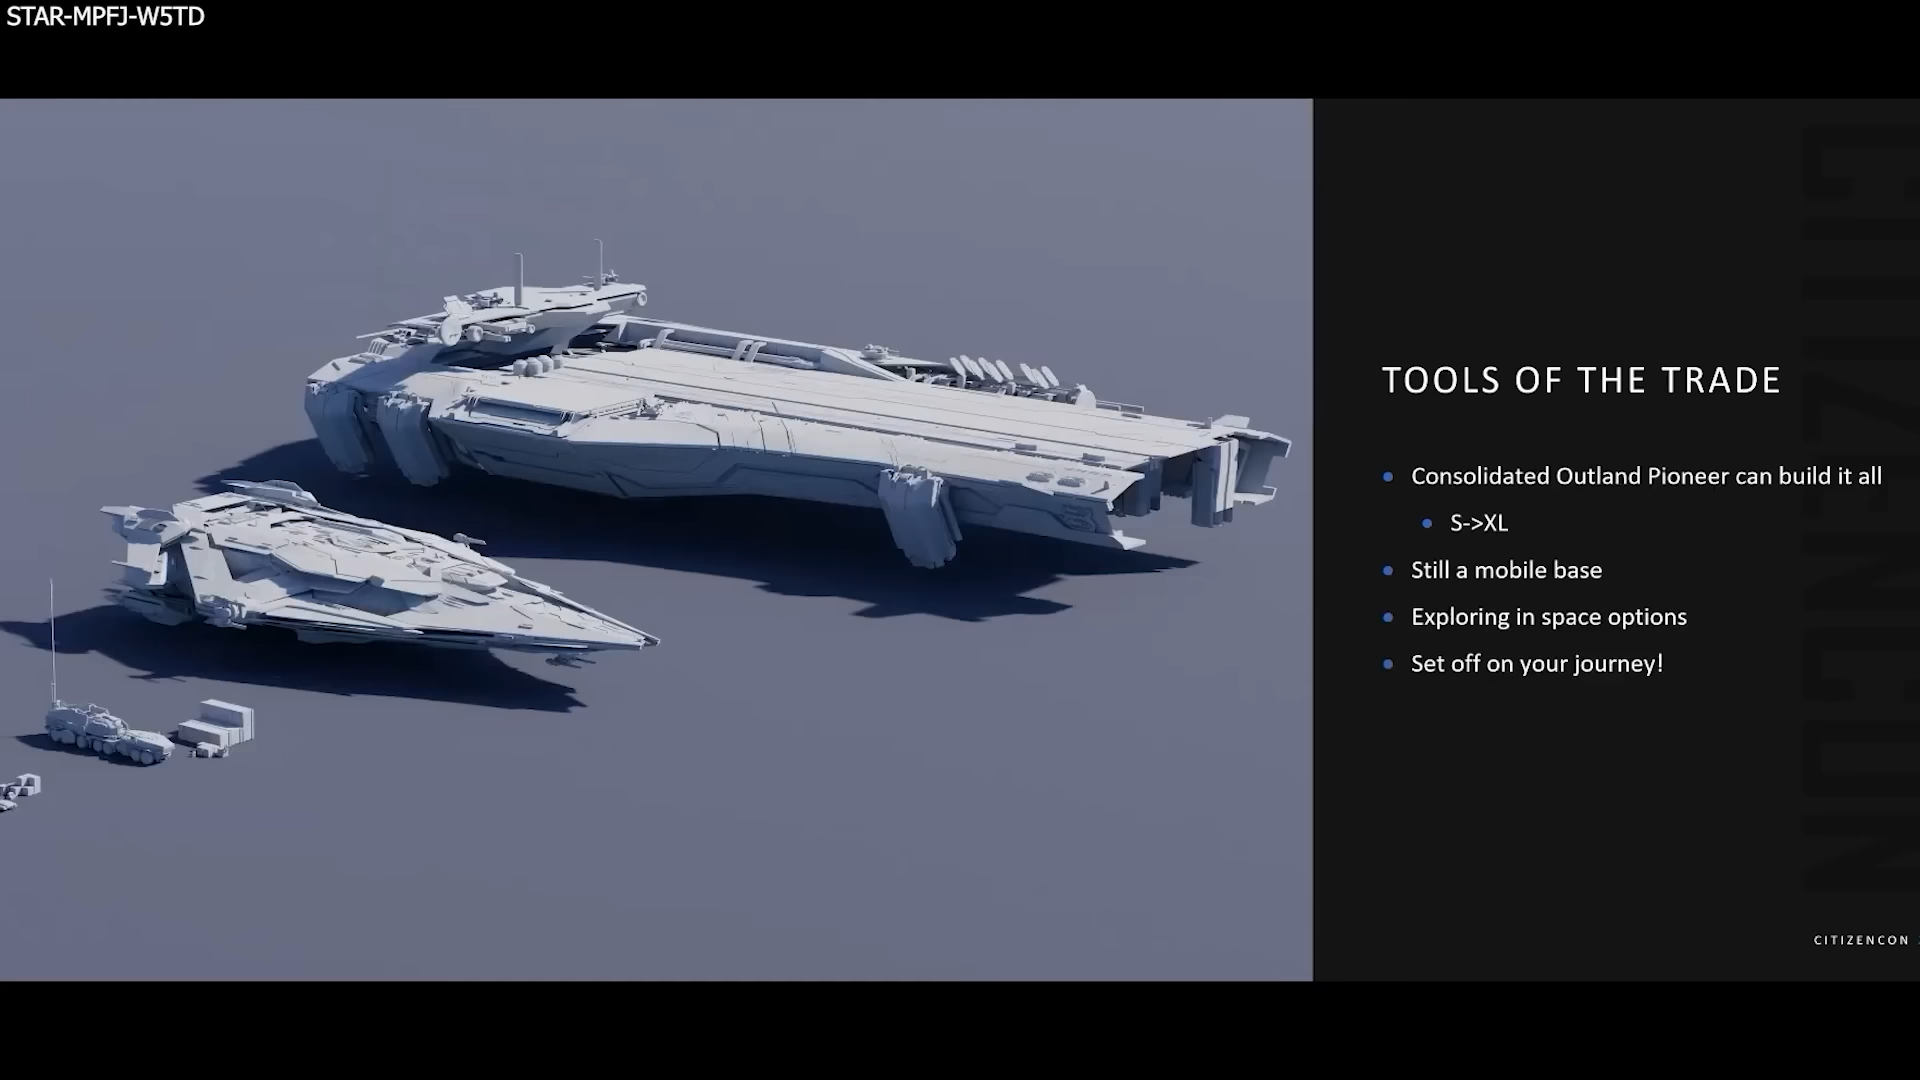 STAR-MPFJ-W5TD
TOOLS OF THE TRADE
Consolidated Outland Pioneer can build it all
S->XL
Still a mobile base
Exploring in space options
Set off on your journey!
CITIZENCON
CITIZENCON